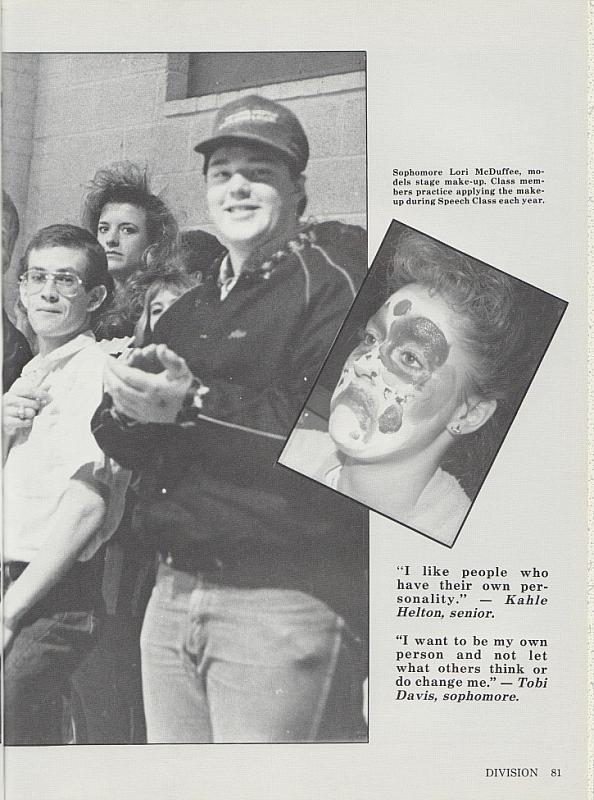 Sophomore Lori McDuffee, mo-
dels stage make-up. Class mem-
bers practice applying the make-
up during Speech Class each year.
"I like people who
have their own per-
sonality." — Kahle
Helton, senior.
"I want to be my own
person and not let
what others think or
do change me." — Tobi
Davis, sophomore.
DIVISION 81